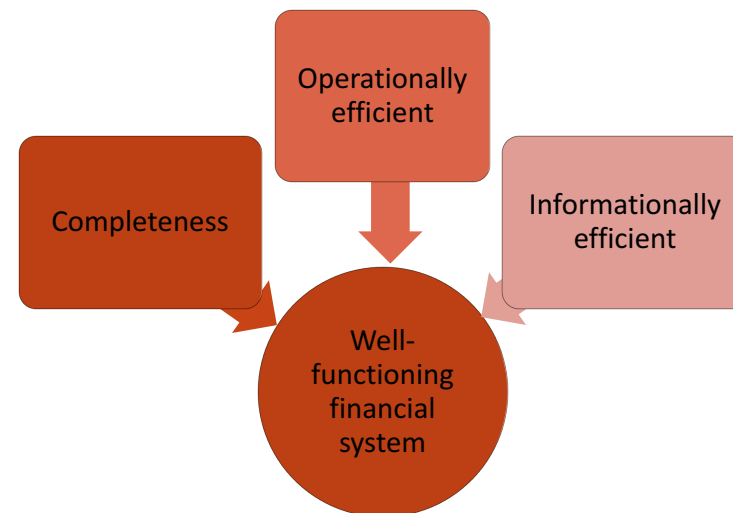 Operationally
efficient
Completeness
Informationally
efficient
Well-
functioning
financial
system